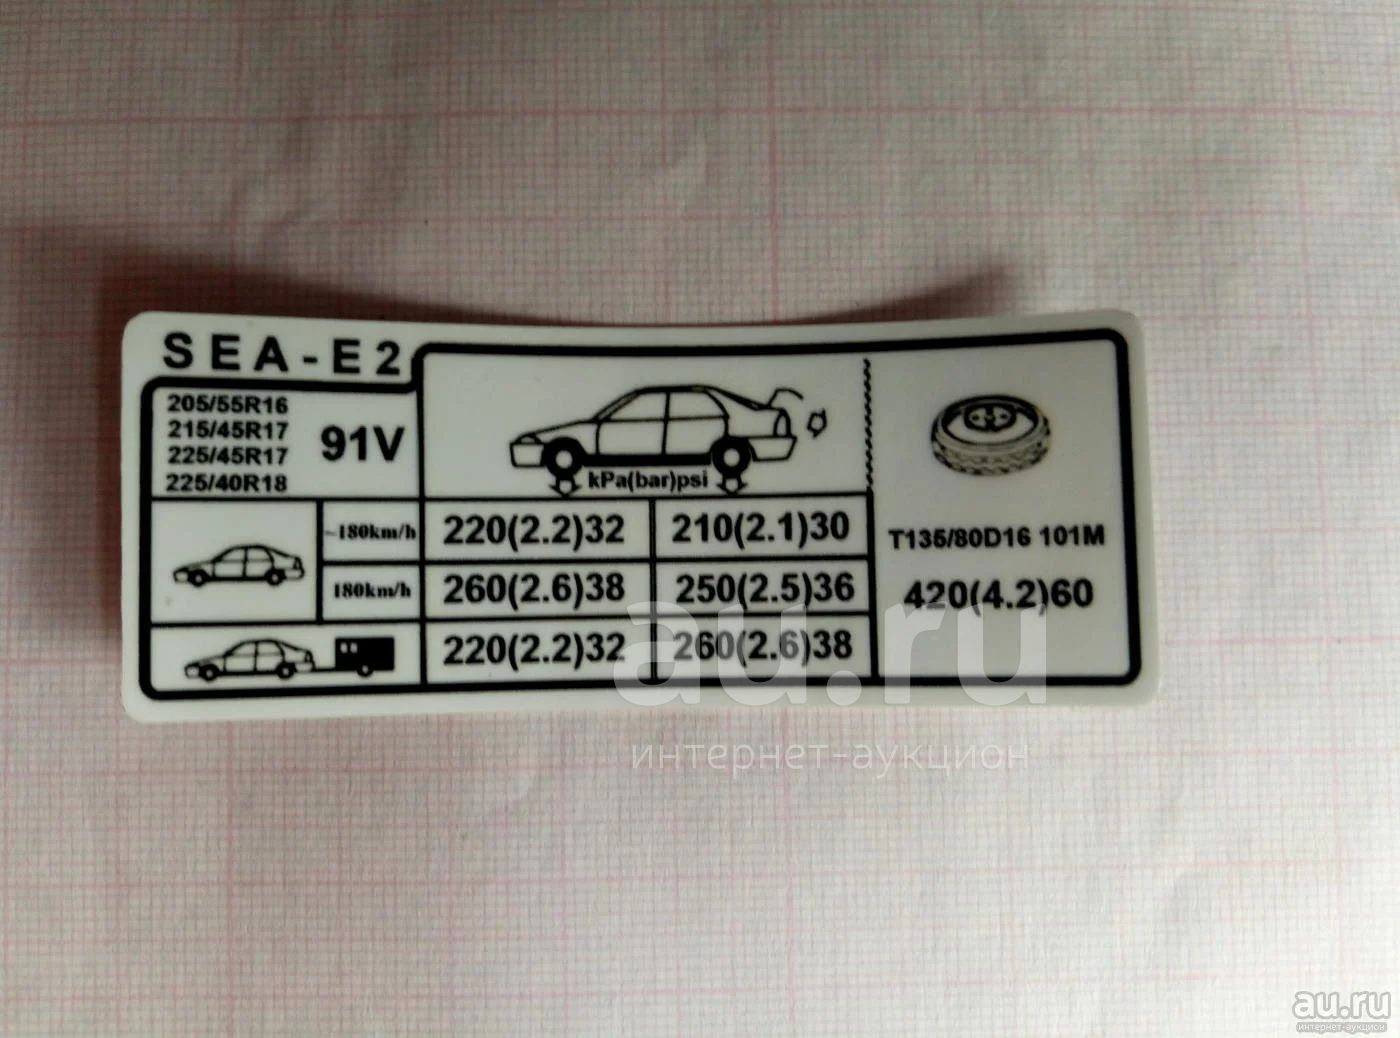 SEA-E2
205/55R16
215/45R17
225/45R17
225/40R18
91V
kPa(bar)psi
~180km/h
220(2.2)32
210(2.1)30
180km/h
260(2.6)38
250(2.5)36
220(2.2)32
260(2.6)38
T135/80D16 101M
420(4.2)60
au.ru
интернет-аукцион
au.ru
интернет-аукцион